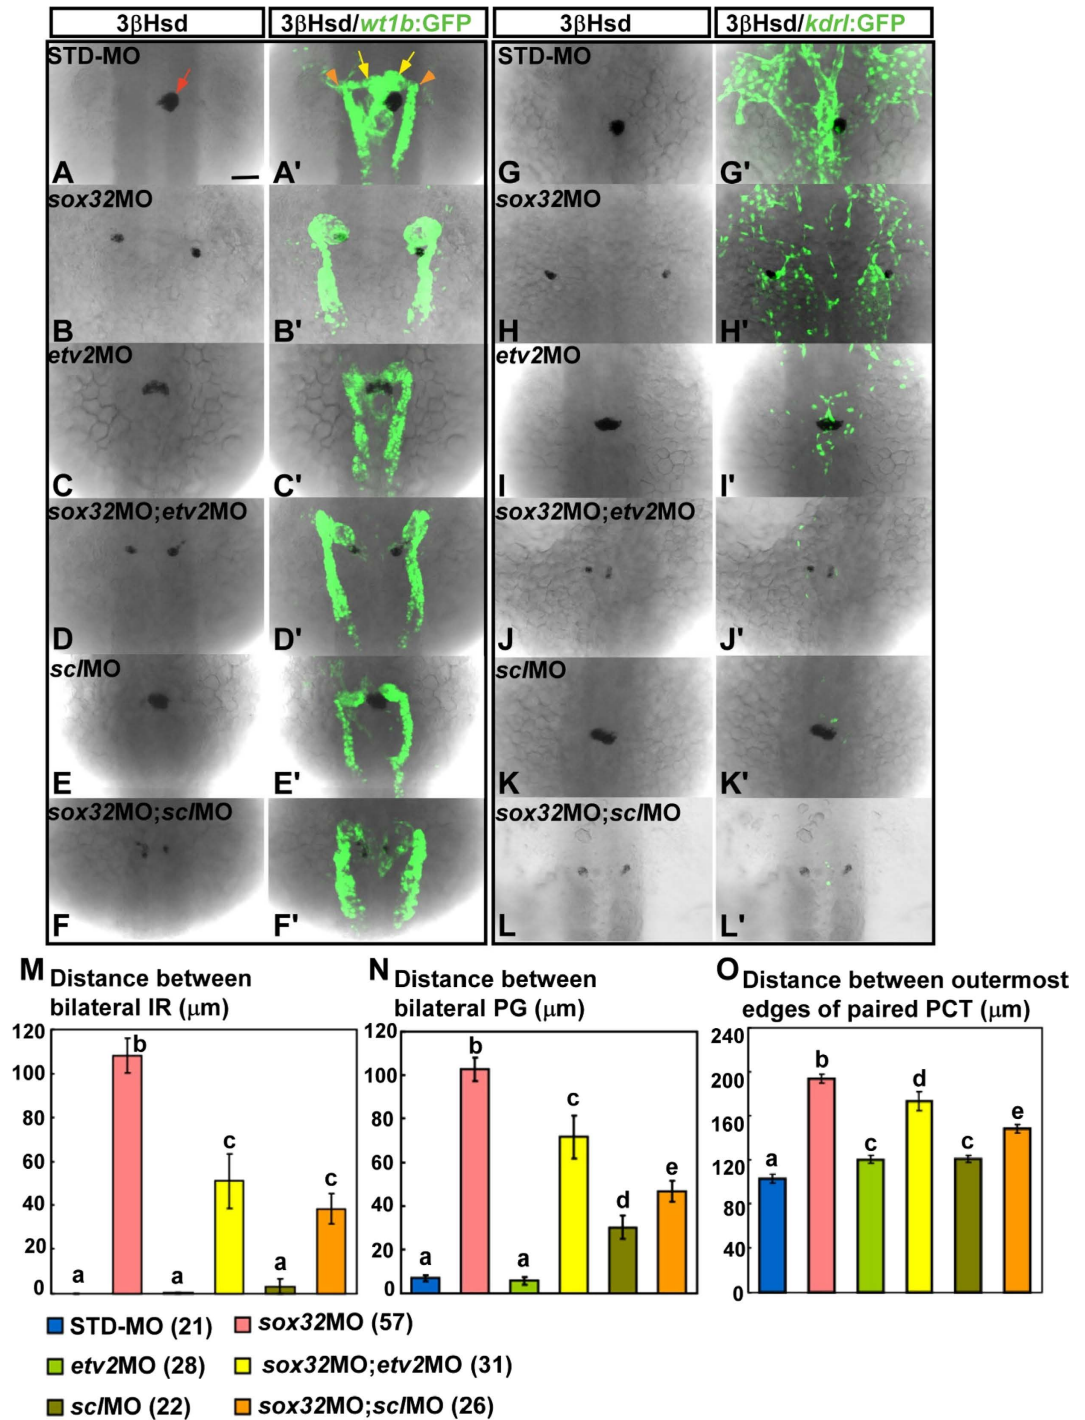 3βHsd
3βHsd/wt1b:GFP
3βHsd
3βHsd/kdrl:GFP
STD-MO
A
A'
STD-MO
G
G'
sox32MO
B
B'
sox32MO
H
H'
etv2MO
C
C'
etv2MO
I
I'
sox32MO;etv2MO
D
D'
sox32MO;etv2MO
J
J'
sclMO
E
E'
sclMO
K
K'
sox32MO;sclMO
F
F'
sox32MO;sclMO
L
L'
M Distance between
bilateral IR (μm)
120
100
80
60
40
20
0
a
b
a
c
a
c
N Distance between
bilateral PG (μm)
120
100
80
60
40
20
0
a
b
a
c
d
e
O Distance between outermost
edges of paired PCT (μm)
240
200
160
120
80
40
0
a
b
c
d
c
e
STD-MO (21)
sox32MO (57)
etv2MO (28)
sox32MO;etv2MO (31)
sclMO (22)
sox32MO;sclMO (26)